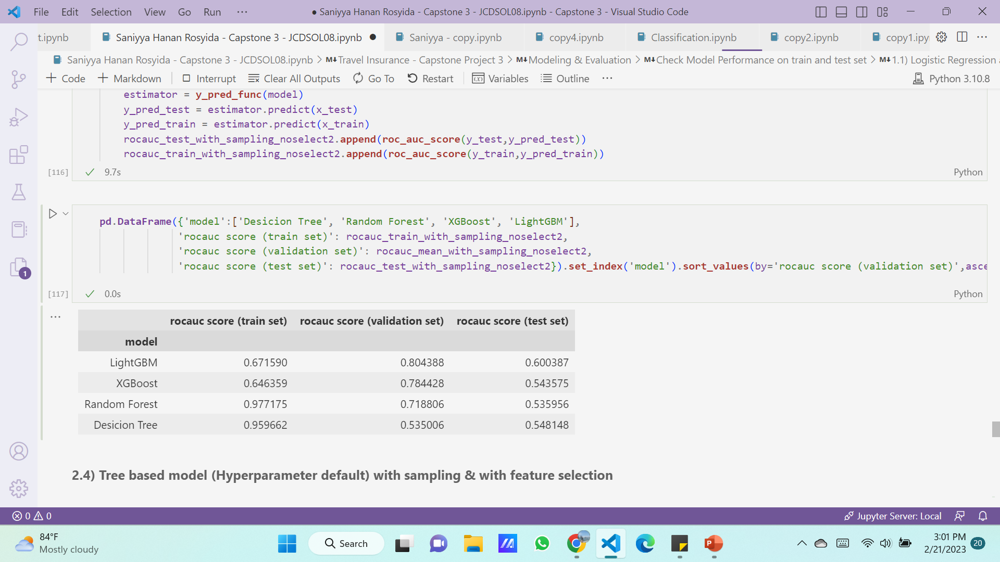 File Edit Selection View Go Run ···
● Saniyya Hanan Rosyida - Capstone 3 - JCDSOL08.ipynb - Capstone 3 - Visual Studio Code
t.ipynb Saniyya Hanan Rosyida - Capstone 3 - JCDSOL08.ipynb ● Saniyya - copy.ipynb copy4.ipynb Classification.ipynb copy2.ipynb copy1.ipy ···
Saniyya Hanan Rosyida - Capstone 3 - JCDSOL08.ipynb > M↓Travel Insurance - Capstone Project 3 > M↓Modeling & Evaluation > M↓Check Model Performance on train and test set > M↓1.1) Logistic Regression a
+ Code + Markdown Interrupt Clear All Outputs Go To Restart (x) Variables Outline ··· Python 3.10.8
estimator = y_pred_func(model)
y_pred_test = estimator.predict(x_test)
y_pred_train = estimator.predict(x_train)
rocauc_test_with_sampling_noselect2.append(roc_auc_score(y_test,y_pred_test))
rocauc_train_with_sampling_noselect2.append(roc_auc_score(y_train,y_pred_train))
[116] ✓ 9.7s Python
pd.DataFrame({'model':['Desicion Tree', 'Random Forest', 'XGBoost', 'LightGBM'],
'rocauc score (train set)': rocauc_train_with_sampling_noselect2,
'rocauc score (validation set)': rocauc_mean_with_sampling_noselect2,
'rocauc score (test set)': rocauc_test_with_sampling_noselect2}).set_index('model').sort_values(by='rocauc score (validation set)',asce
[117] ✓ 0.0s Python
···
rocauc score (train set) rocauc score (validation set) rocauc score (test set)
model
LightGBM 0.671590 0.804388 0.600387
XGBoost 0.646359 0.784428 0.543575
Random Forest 0.977175 0.718806 0.535956
Desicion Tree 0.959662 0.535006 0.548148
2.4) Tree based model (Hyperparameter default) with sampling & with feature selection
1
0 0 Jupyter Server: Local
84°F
Mostly cloudy
Search
P
3:01 PM
2/21/2023
20